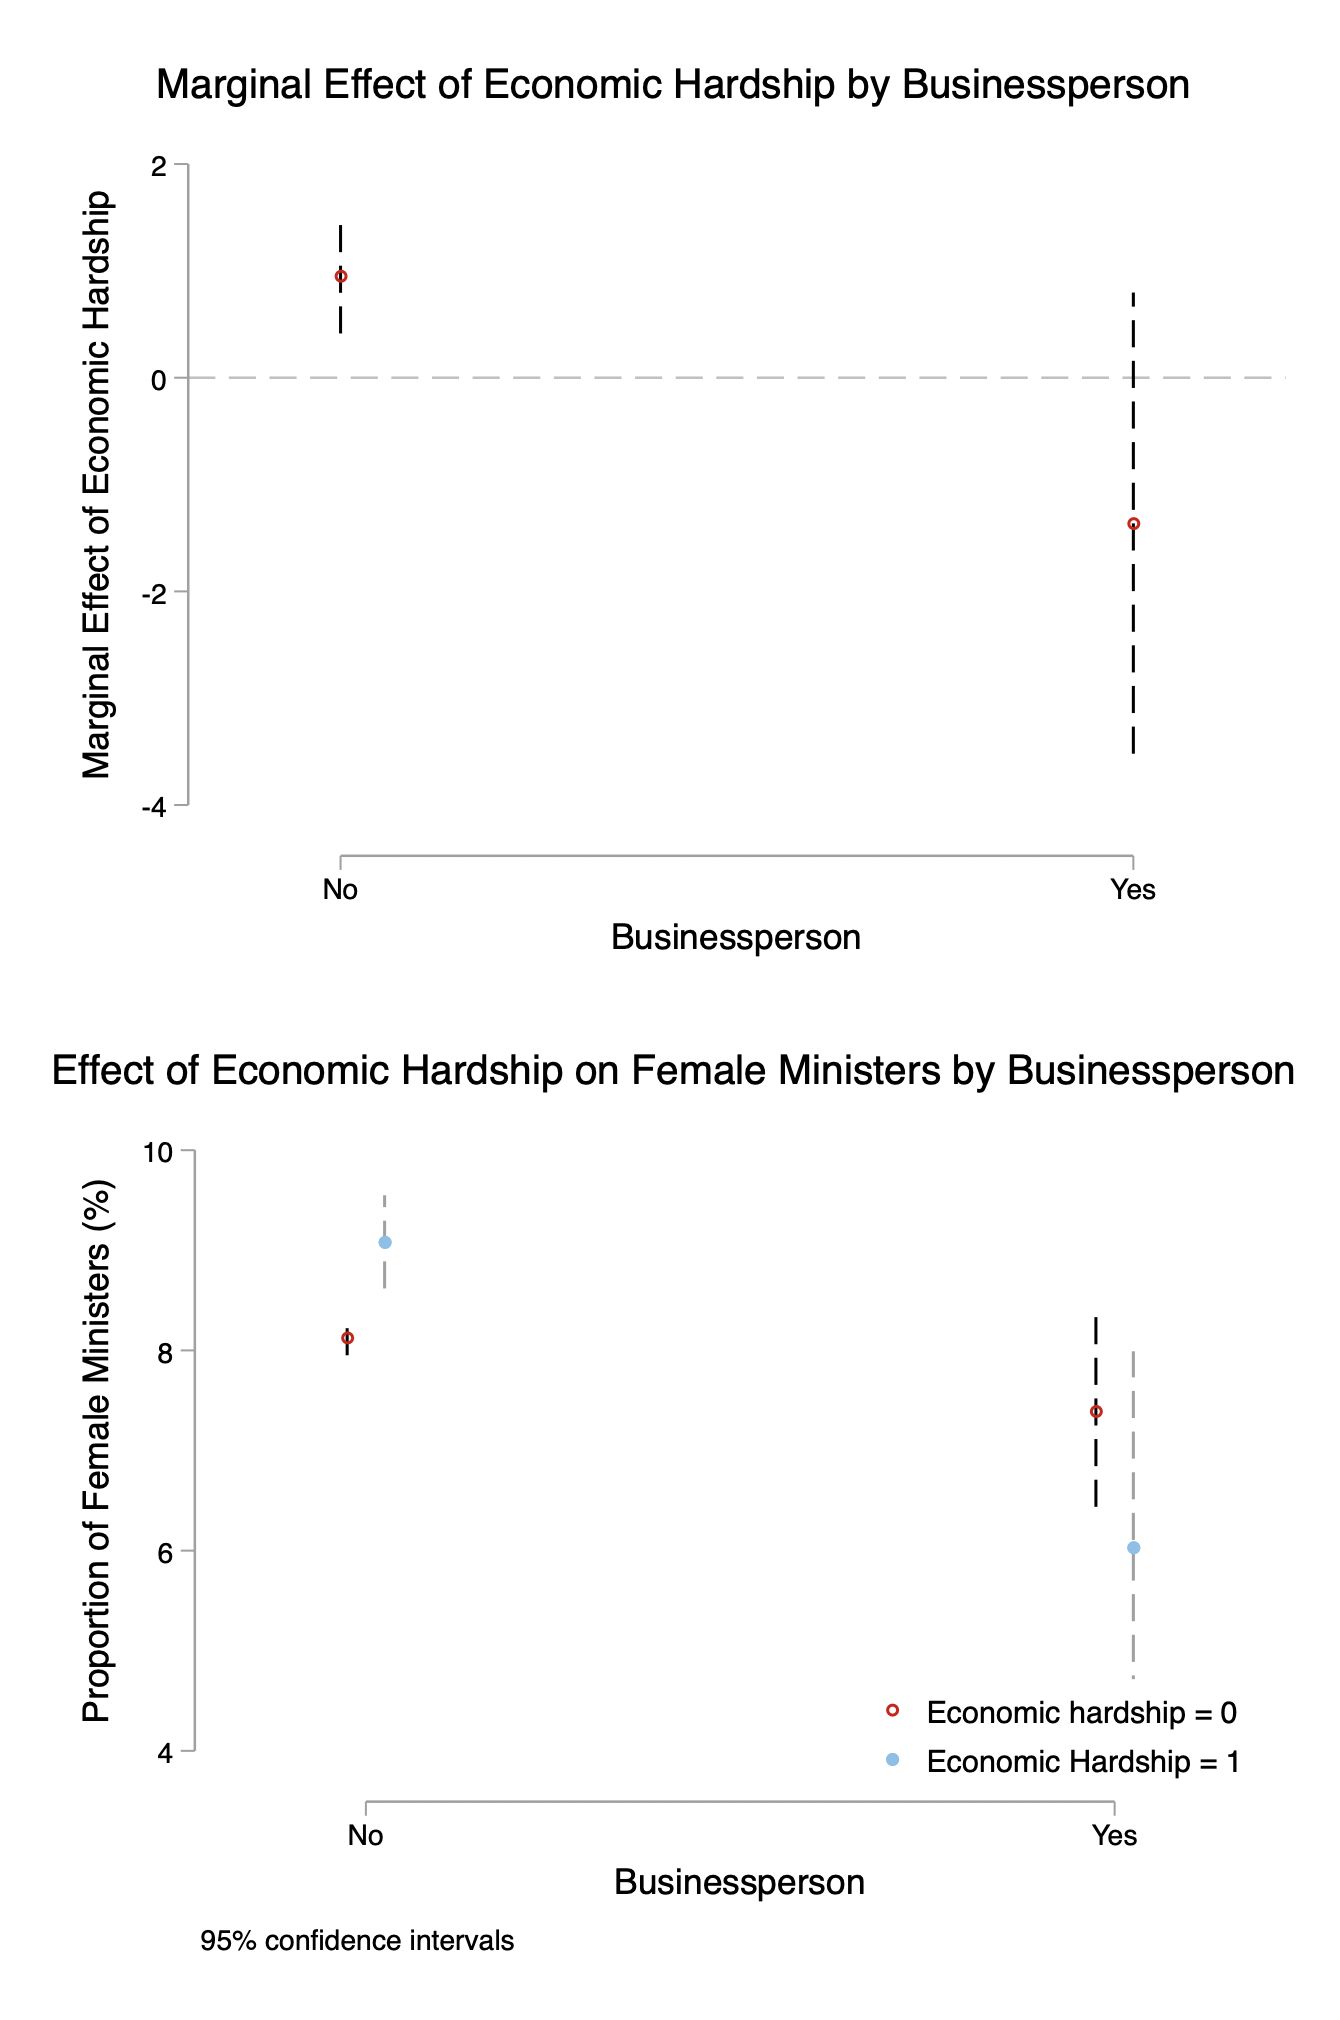 Marginal Effect of Economic Hardship by Businessperson
Marginal Effect of Economic Hardship
2
0
-2
-4
No
Yes
Businessperson
Effect of Economic Hardship on Female Ministers by Businessperson
Proportion of Female Ministers (%)
10
8
6
4
Economic hardship = 0
Economic Hardship = 1
No
Yes
Businessperson
95% confidence intervals